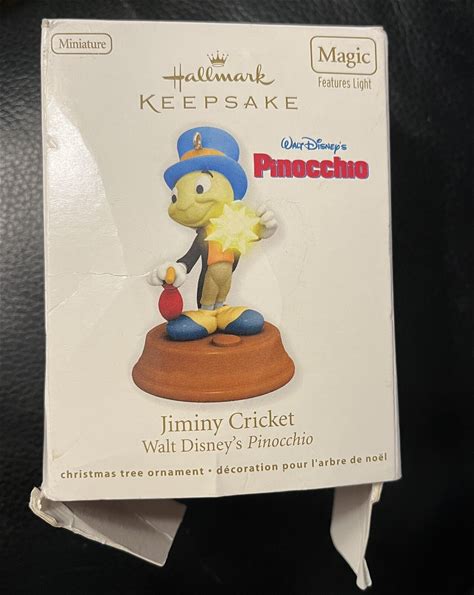 Miniature
Hallmark
KEEPSAKE
Magic
Features Light
Walt Disney's
Pinocchio
Jiminy Cricket
Walt Disney's Pinocchio
christmas tree ornament • décoration pour l'arbre de noël